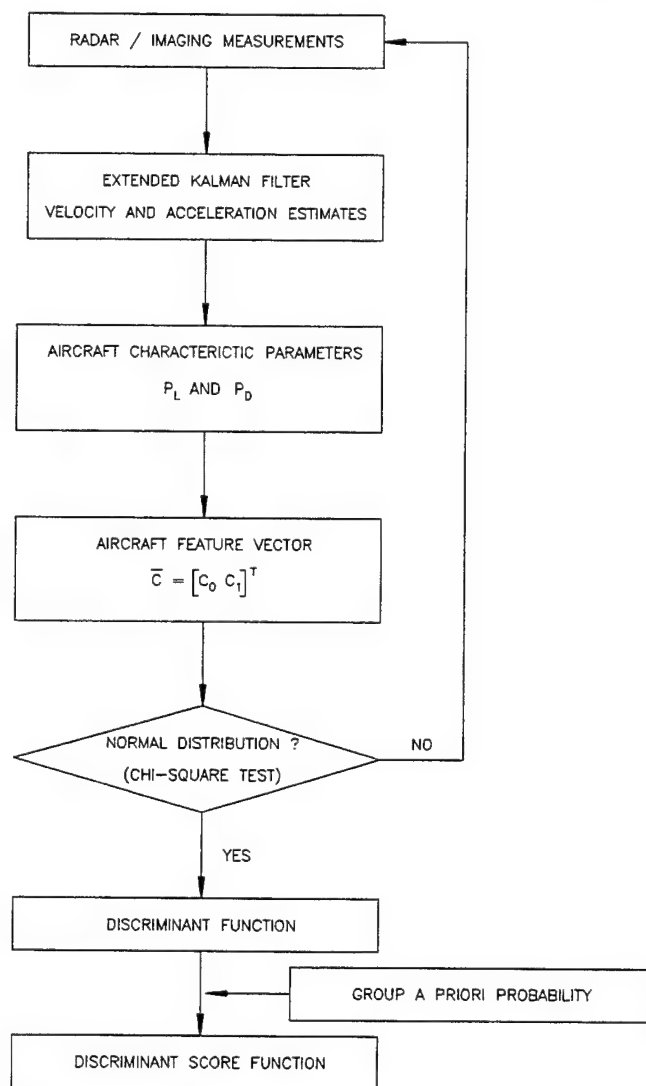 RADAR / IMAGING MEASUREMENTS
EXTENDED KALMAN FILTER
VELOCITY AND ACCELERATION ESTIMATES
AIRCRAFT CHARACTERICTIC PARAMETERS
P_L AND P_D
AIRCRAFT FEATURE VECTOR
C̅ = [C_0 C_1]^T
NORMAL DISTRIBUTION ?
(CHI-SQUARE TEST)
NO
YES
DISCRIMINANT FUNCTION
GROUP A PRIORI PROBABILITY
DISCRIMINANT SCORE FUNCTION